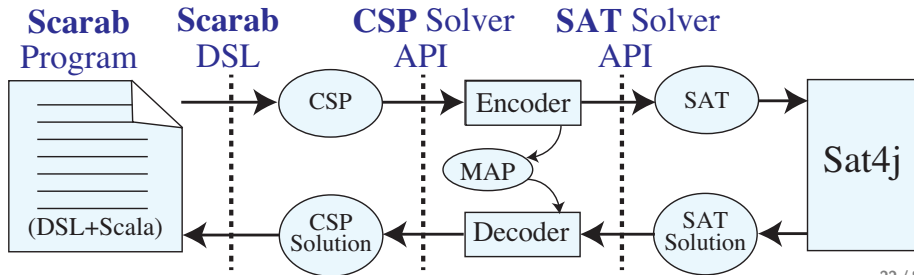 Scarab
Program
Scarab
DSL
CSP Solver
API
SAT Solver
API
CSP
Encoder
SAT
MAP
Sat4j
(DSL+Scala)
CSP
Solution
Decoder
SAT
Solution